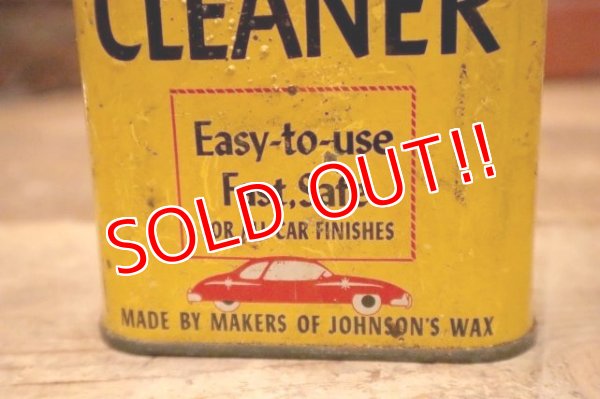 CLEANER
Easy-to-use
Fast, Safe
FOR ALL CAR FINISHES
SOLD OUT!!
MADE BY MAKERS OF JOHNSON'S WAX